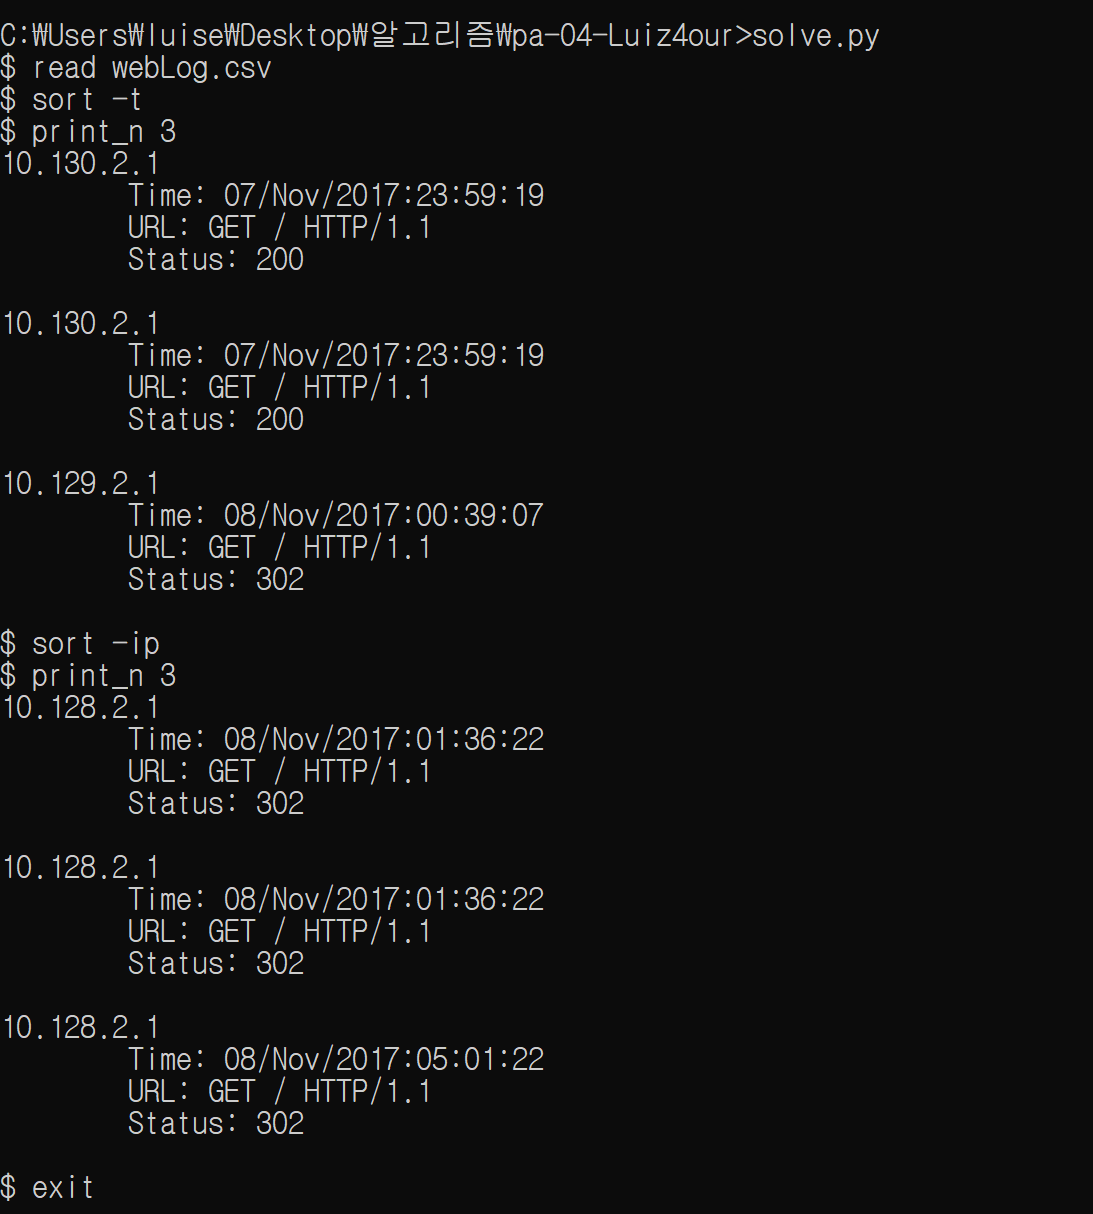 C:₩Users₩luise₩Desktop₩알고리즘₩pa-04-Luiz4our>solve.py
$ read webLog.csv
$ sort -t
$ print_n 3
10.130.2.1
Time: 07/Nov/2017:23:59:19
URL: GET / HTTP/1.1
Status: 200
10.130.2.1
Time: 07/Nov/2017:23:59:19
URL: GET / HTTP/1.1
Status: 200
10.129.2.1
Time: 08/Nov/2017:00:39:07
URL: GET / HTTP/1.1
Status: 302
$ sort -ip
$ print_n 3
10.128.2.1
Time: 08/Nov/2017:01:36:22
URL: GET / HTTP/1.1
Status: 302
10.128.2.1
Time: 08/Nov/2017:01:36:22
URL: GET / HTTP/1.1
Status: 302
10.128.2.1
Time: 08/Nov/2017:05:01:22
URL: GET / HTTP/1.1
Status: 302
$ exit